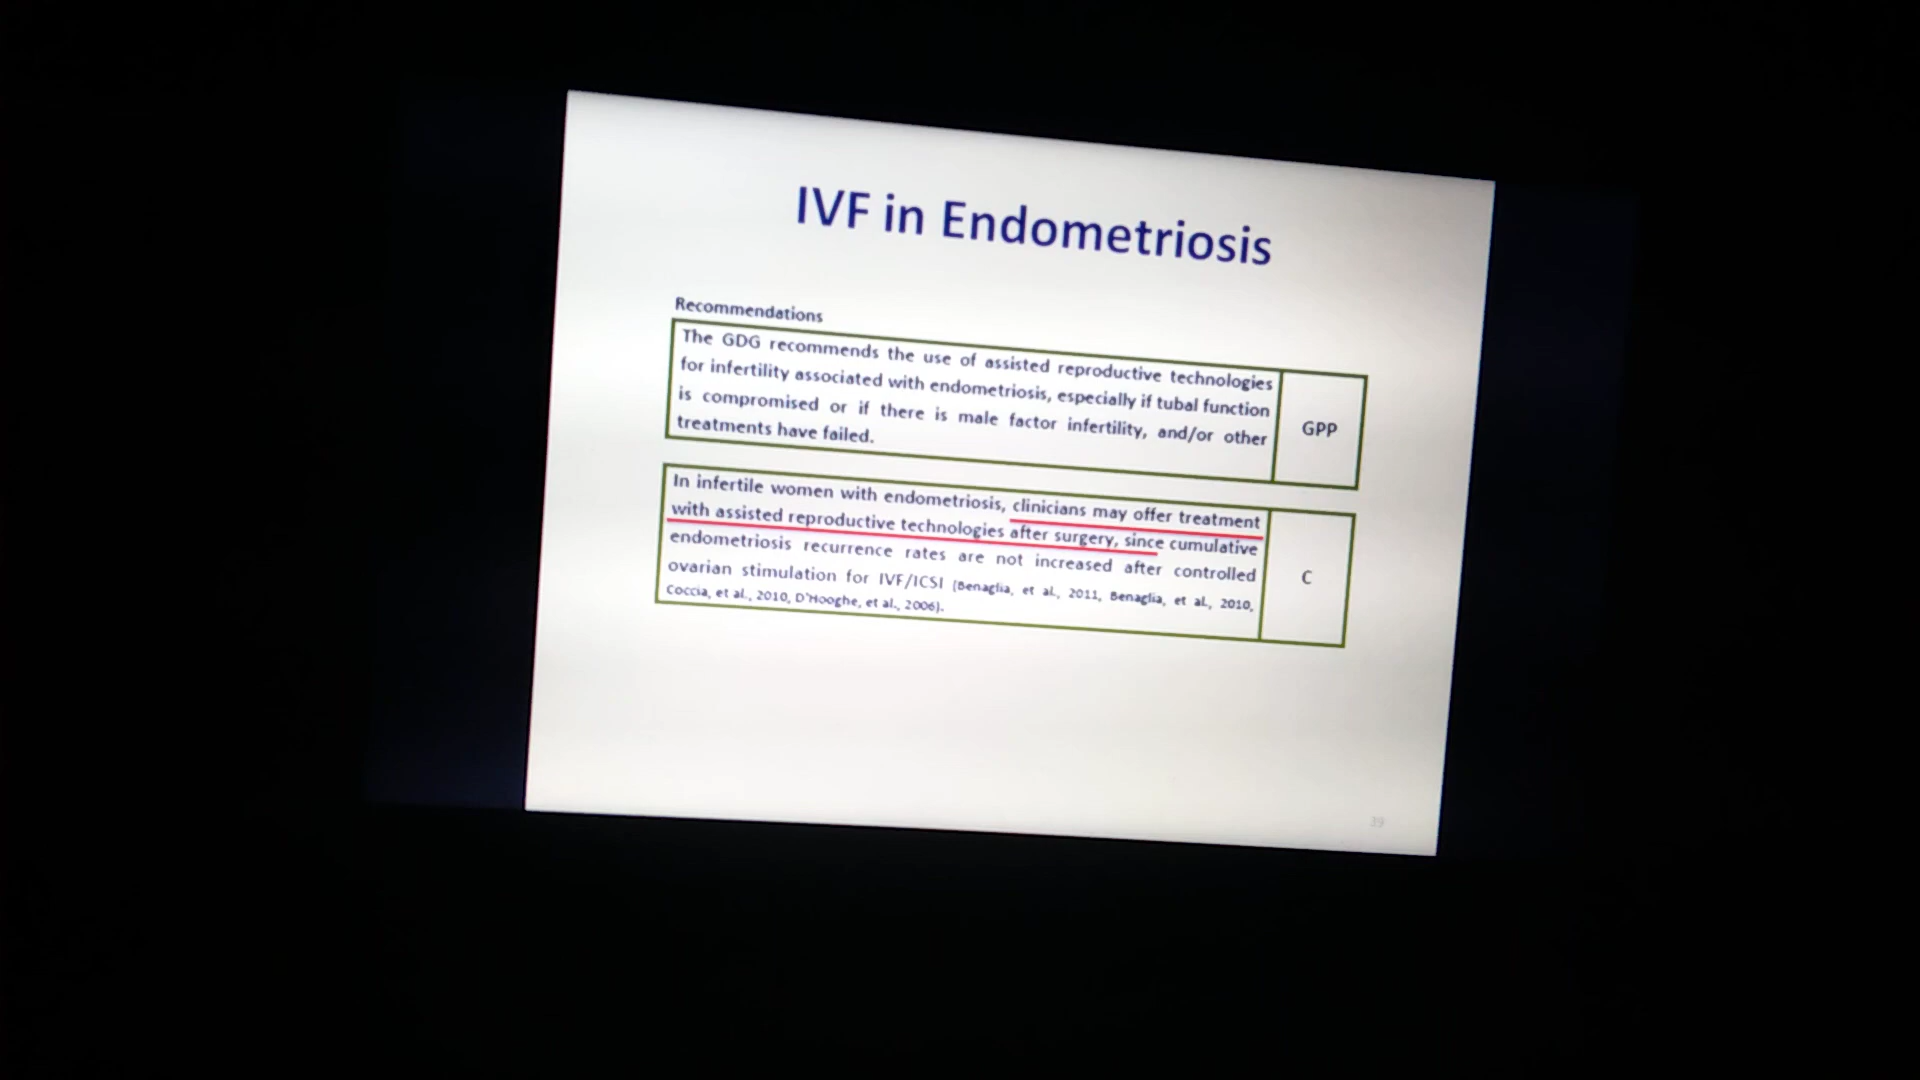 IVF in Endometriosis
Recommendations
The GDG recommends the use of assisted reproductive technologies
for infertility associated with endometriosis, especially if tubal function
is compromised or if there is male factor infertility, and/or other
treatments have failed.
GPP
In infertile women with endometriosis, clinicians may offer treatment
with assisted reproductive technologies after surgery, since cumulative
endometriosis recurrence rates are not increased after controlled
ovarian stimulation for IVF/ICSI (Benaglia, et al., 2011, Benaglia, et al., 2010,
Coccia, et al., 2010, D'Hooghe, et al., 2006).
C